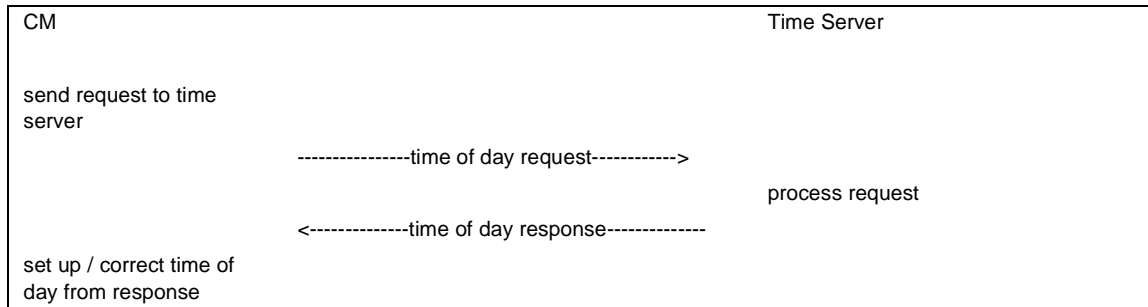 CM Time Server
send request to time
server
----------------time of day request------------>
process request
<--------------time of day response--------------
set up / correct time of
day from response